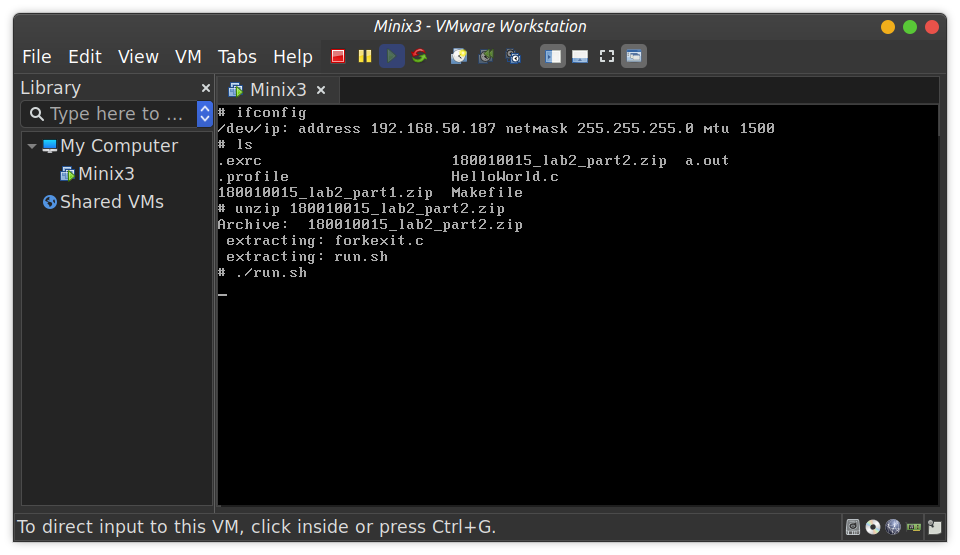 Minix3 - VMware Workstation
File Edit View VM Tabs Help
Library
Minix3
Type here to ...
My Computer
Minix3
Shared VMs
# ifconfig
/dev/ip: address 192.168.50.187 netmask 255.255.255.0 mtu 1500
# ls
.exrc 180010015_lab2_part2.zip a.out
.profile HelloWorld.c
180010015_lab2_part1.zip Makefile
# unzip 180010015_lab2_part2.zip
Archive: 180010015_lab2_part2.zip
extracting: forkexit.c
extracting: run.sh
# ./run.sh
To direct input to this VM, click inside or press Ctrl+G.